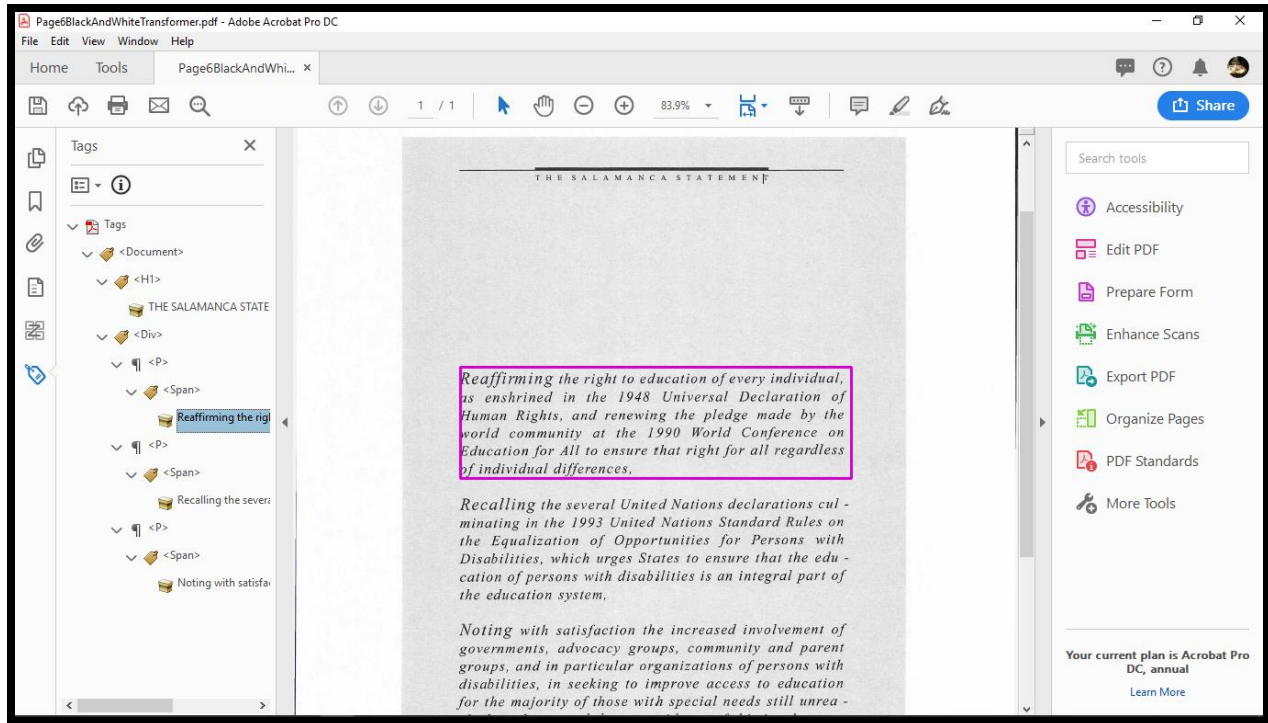 Page6BlackAndWhiteTransformer.pdf - Adobe Acrobat Pro DC
File Edit View Window Help
Home Tools Page6BlackAndWhi... ×
1 / 1 83.9%
Share
Tags
Tags
<Document>
<H1>
THE SALAMANCA STATE
<Div>
<P>
<Span>
Reaffirming the rig
<P>
<Span>
Recalling the severa
<P>
<Span>
Noting with satisfa
THE SALAMANCA STATEMENT
Reaffirming the right to education of every individual,
as enshrined in the 1948 Universal Declaration of
Human Rights, and renewing the pledge made by the
world community at the 1990 World Conference on
Education for All to ensure that right for all regardless
of individual differences,
Recalling the several United Nations declarations cul -
minating in the 1993 United Nations Standard Rules on
the Equalization of Opportunities for Persons with
Disabilities, which urges States to ensure that the edu -
cation of persons with disabilities is an integral part of
the education system,
Noting with satisfaction the increased involvement of
governments, advocacy groups, community and parent
groups, and in particular organizations of persons with
disabilities, in seeking to improve access to education
for the majority of those with special needs still unrea -
Search tools
Accessibility
Edit PDF
Prepare Form
Enhance Scans
Export PDF
Organize Pages
PDF Standards
More Tools
Your current plan is Acrobat Pro
DC, annual
Learn More